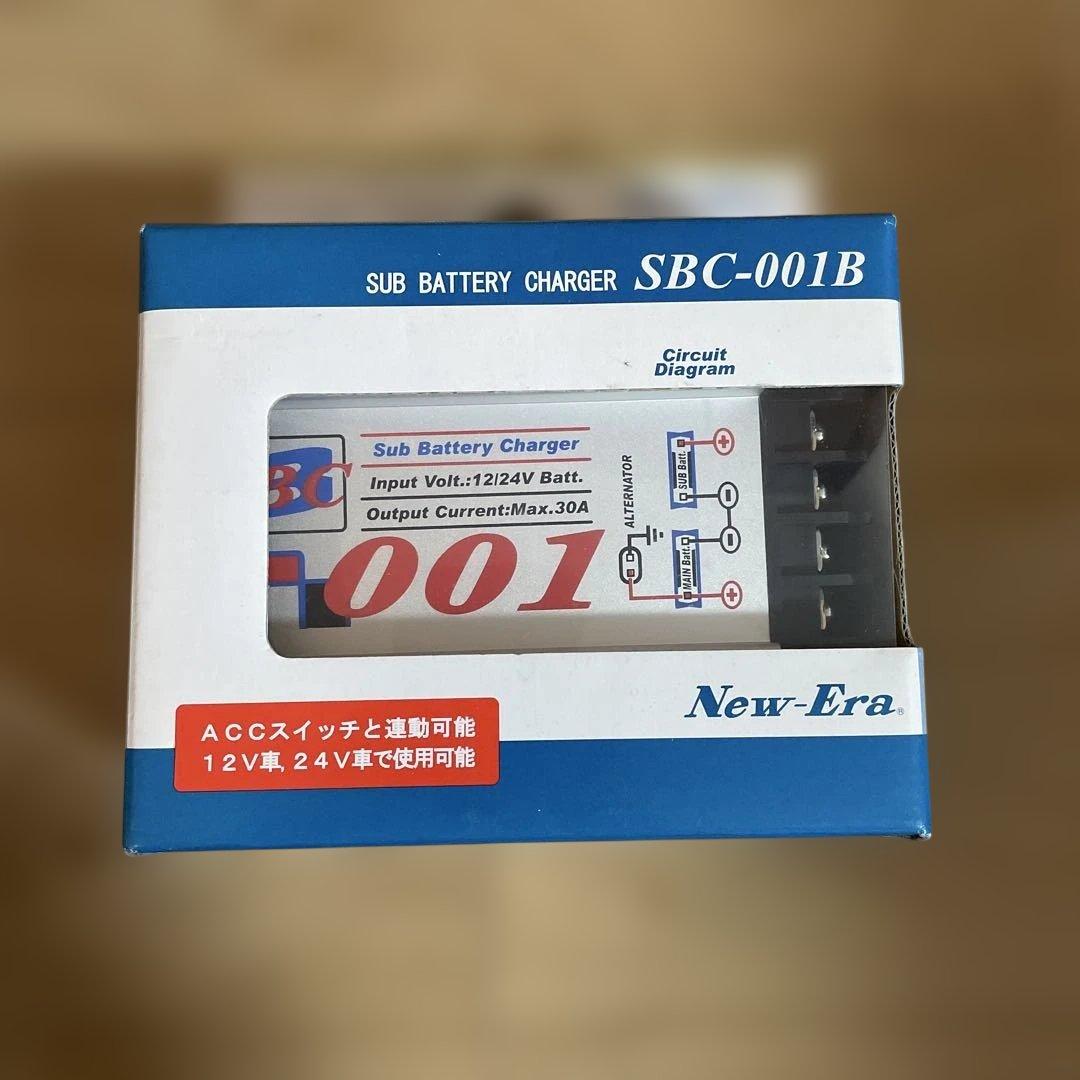 SUB BATTERY CHARGER SBC-001B
Circuit
Diagram
BC
Sub Battery Charger
Input Volt.:12/24V Batt.
Output Current:Max.30A
001
ALTERNATOR
SUB Batt.
MAIN Batt.
New-Era®
ACCスイッチと連動可能
12V車,24V車で使用可能